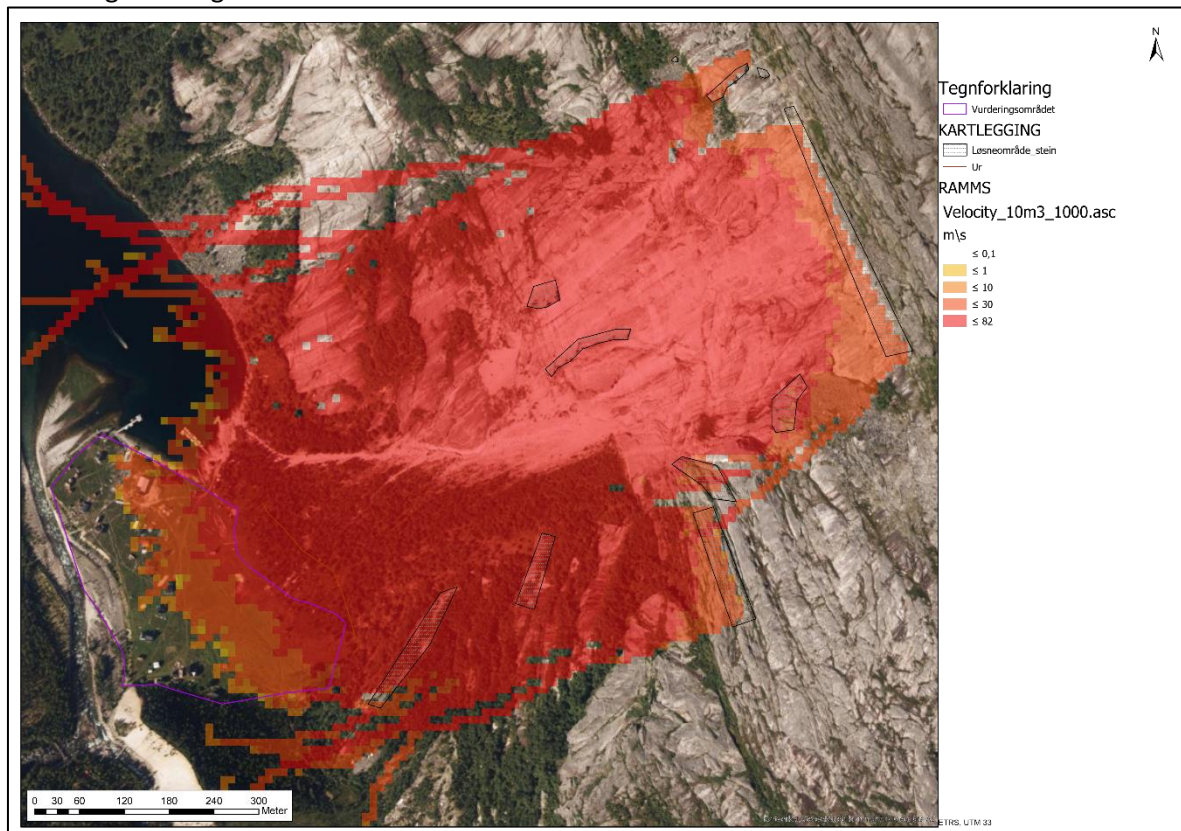 N
Tegnforklaring
Vurderingsområdet
KARTLEGGING
Løsneområde_stein
Ur
RAMMS
Velocity_10m3_1000.asc
m\s
≤ 0,1
≤ 1
≤ 10
≤ 30
≤ 82
0 30 60 120 180 240 300
Meter
ETRS, UTM 33